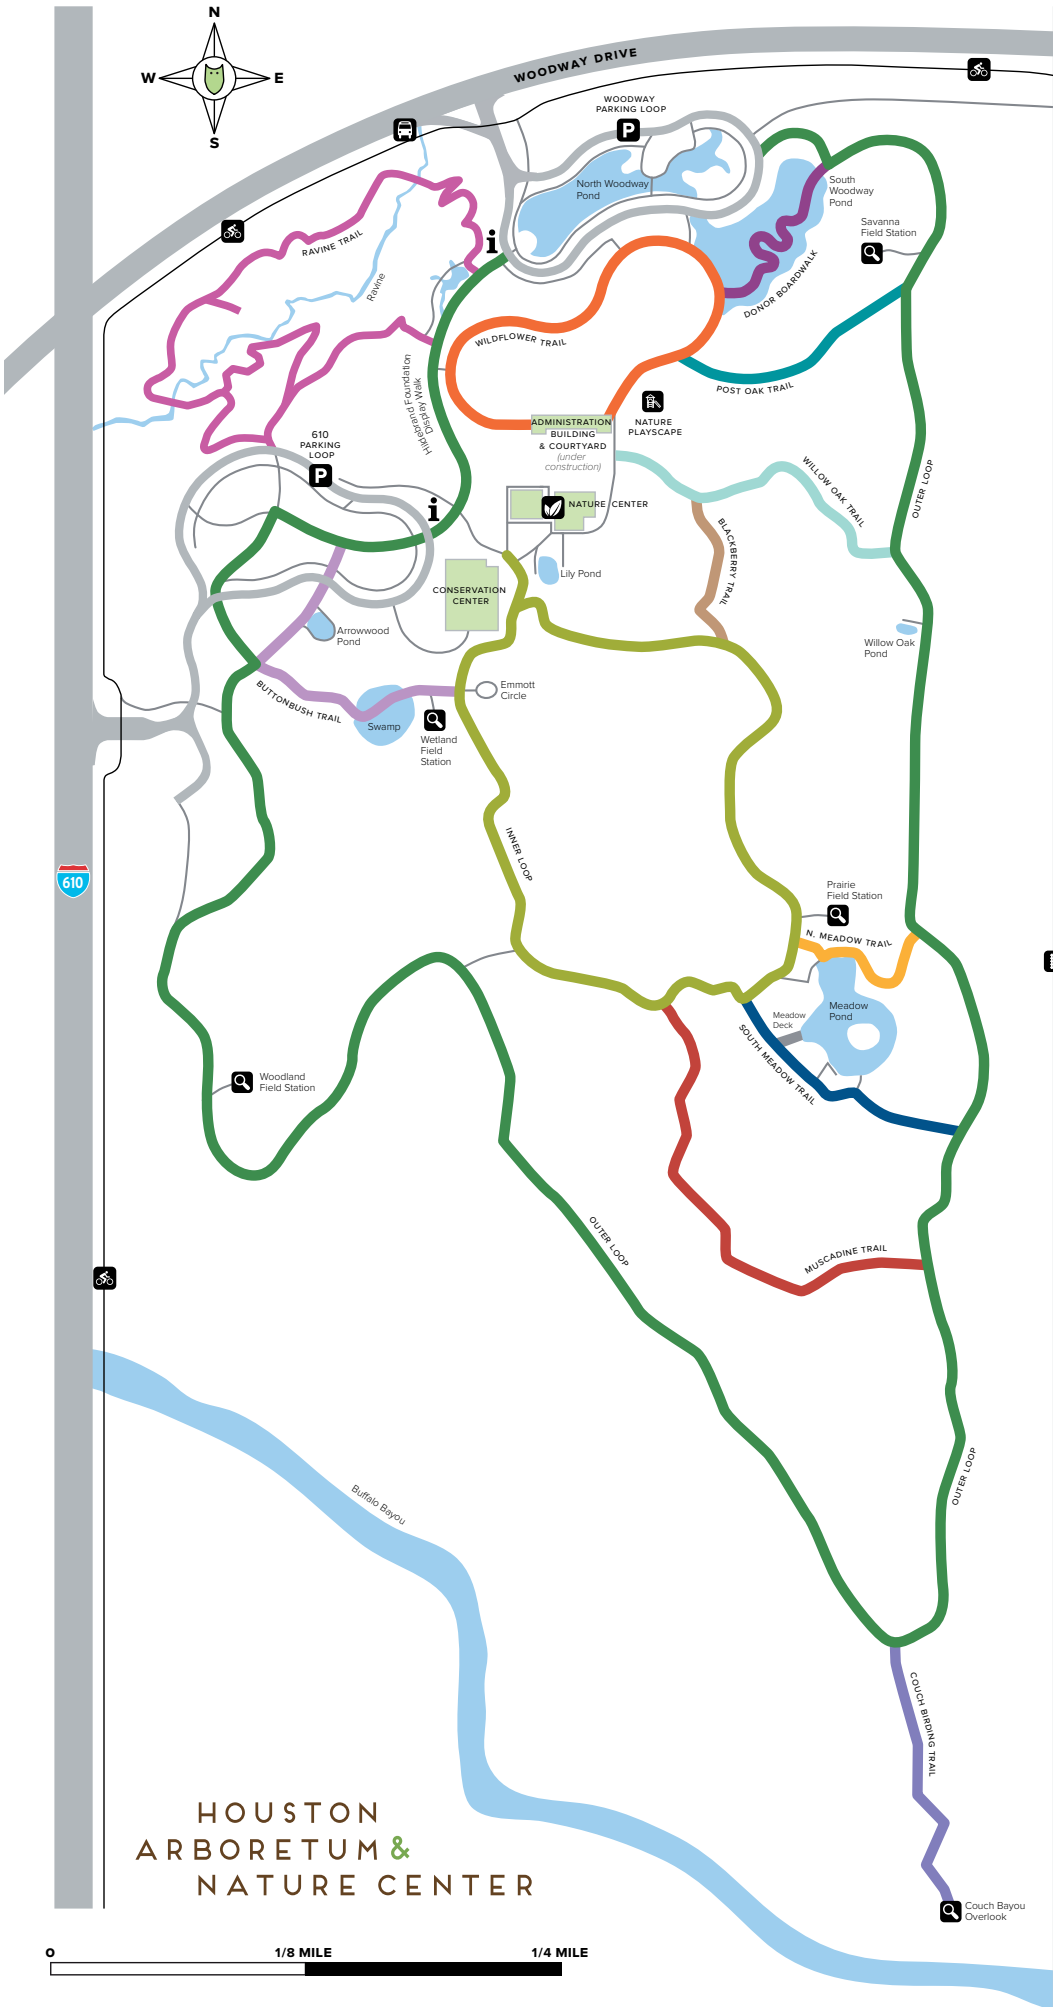 N
W
E
S
WOODWAY DRIVE
WOODWAY
PARKING LOOP
P
North Woodway
Pond
South
Woodway
Pond
Savanna
Field Station
RAVINE TRAIL
Ravine
i
DONOR BOARDWALK
WILDFLOWER TRAIL
POST OAK TRAIL
Hildebrand Foundation
Display Walk
ADMINISTRATION
BUILDING
& COURTYARD
(under
construction)
NATURE
PLAYSCAPE
610
PARKING
LOOP
P
i
NATURE CENTER
WILLOW OAK TRAIL
OUTER LOOP
BLACKBERRY TRAIL
Lily Pond
CONSERVATION
CENTER
Arrowwood
Pond
Willow Oak
Pond
BUTTONBUSH TRAIL
Emmott
Circle
Swamp
Wetland
Field
Station
INNER LOOP
610
Prairie
Field Station
N. MEADOW TRAIL
Meadow
Pond
Meadow
Deck
SOUTH MEADOW TRAIL
Woodland
Field Station
OUTER LOOP
MUSCADINE TRAIL
OUTER LOOP
Buffalo Bayou
COUCH BIRDING TRAIL
HOUSTON
ARBORETUM &
NATURE CENTER
Couch Bayou
Overlook
0
1/8 MILE
1/4 MILE